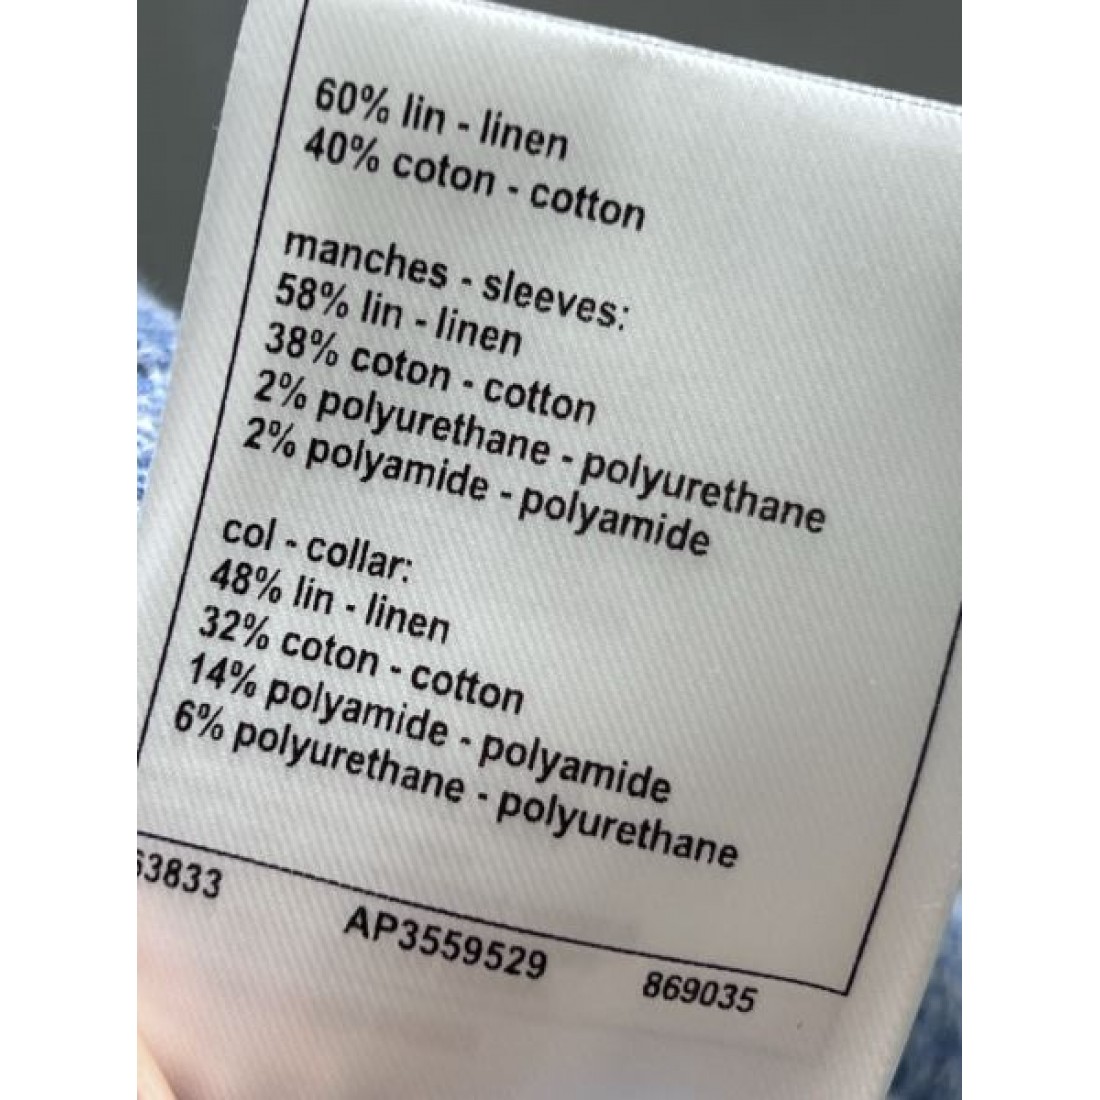 60% lin - linen
40% coton - cotton
manches - sleeves:
58% lin - linen
38% coton - cotton
2% polyurethane - polyurethane
2% polyamide - polyamide
col - collar:
48% lin - linen
32% coton - cotton
14% polyamide - polyamide
6% polyurethane - polyurethane
3833 AP3559529 869035